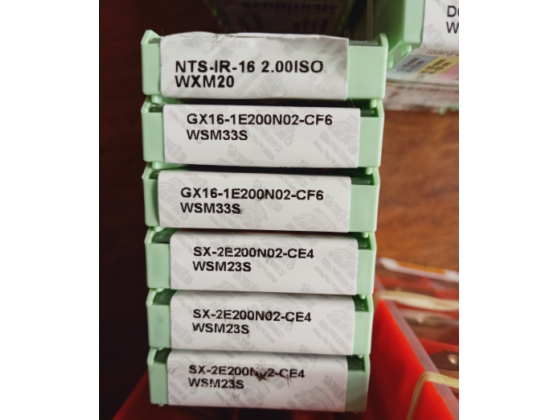 NTS-IR-16 2.00ISO
WXM20
GX16-1E200N02-CF6
WSM33S
GX16-1E200N02-CF6
WSM33S
SX-2E200N02-CE4
WSM23S
SX-2E200N02-CE4
WSM23S
SX-2E200N02-CE4
WSM23S